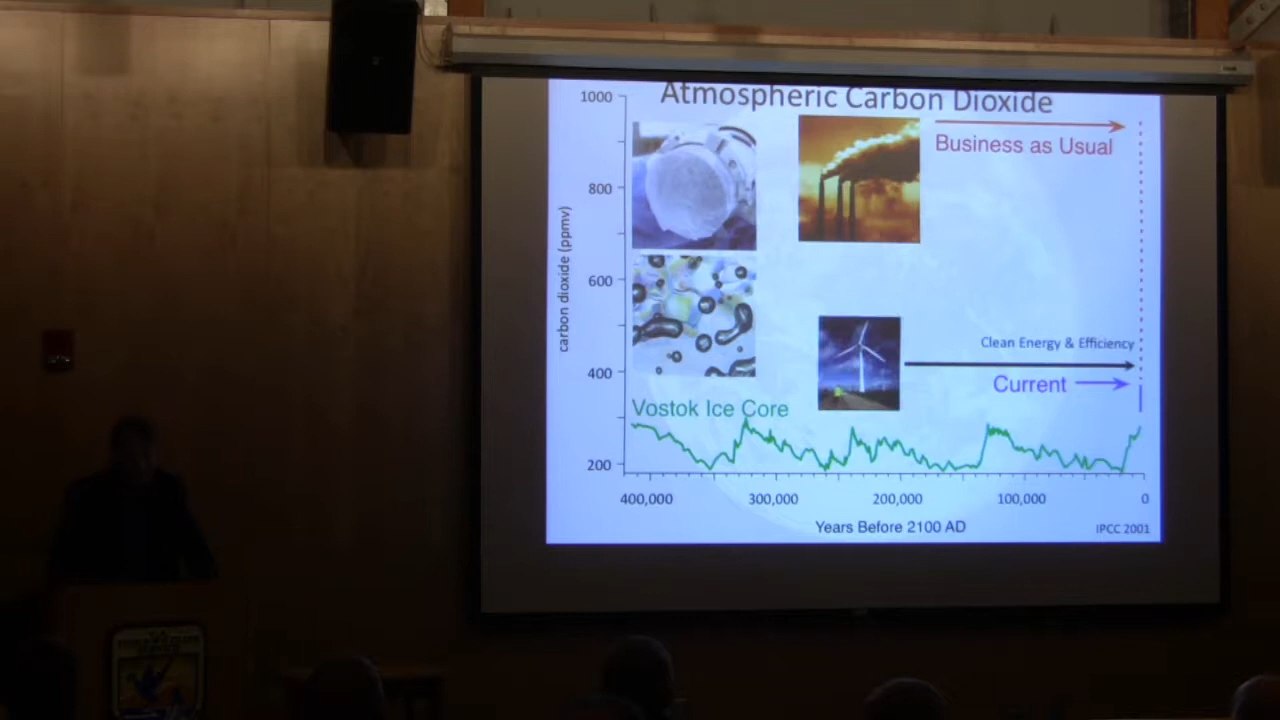 Atmospheric Carbon Dioxide
1000
Business as Usual
800
carbon dioxide (ppmv)
600
Clean Energy & Efficiency
400
Current
Vostok Ice Core
200
400,000
300,000
200,000
100,000
0
Years Before 2100 AD
IPCC 2001